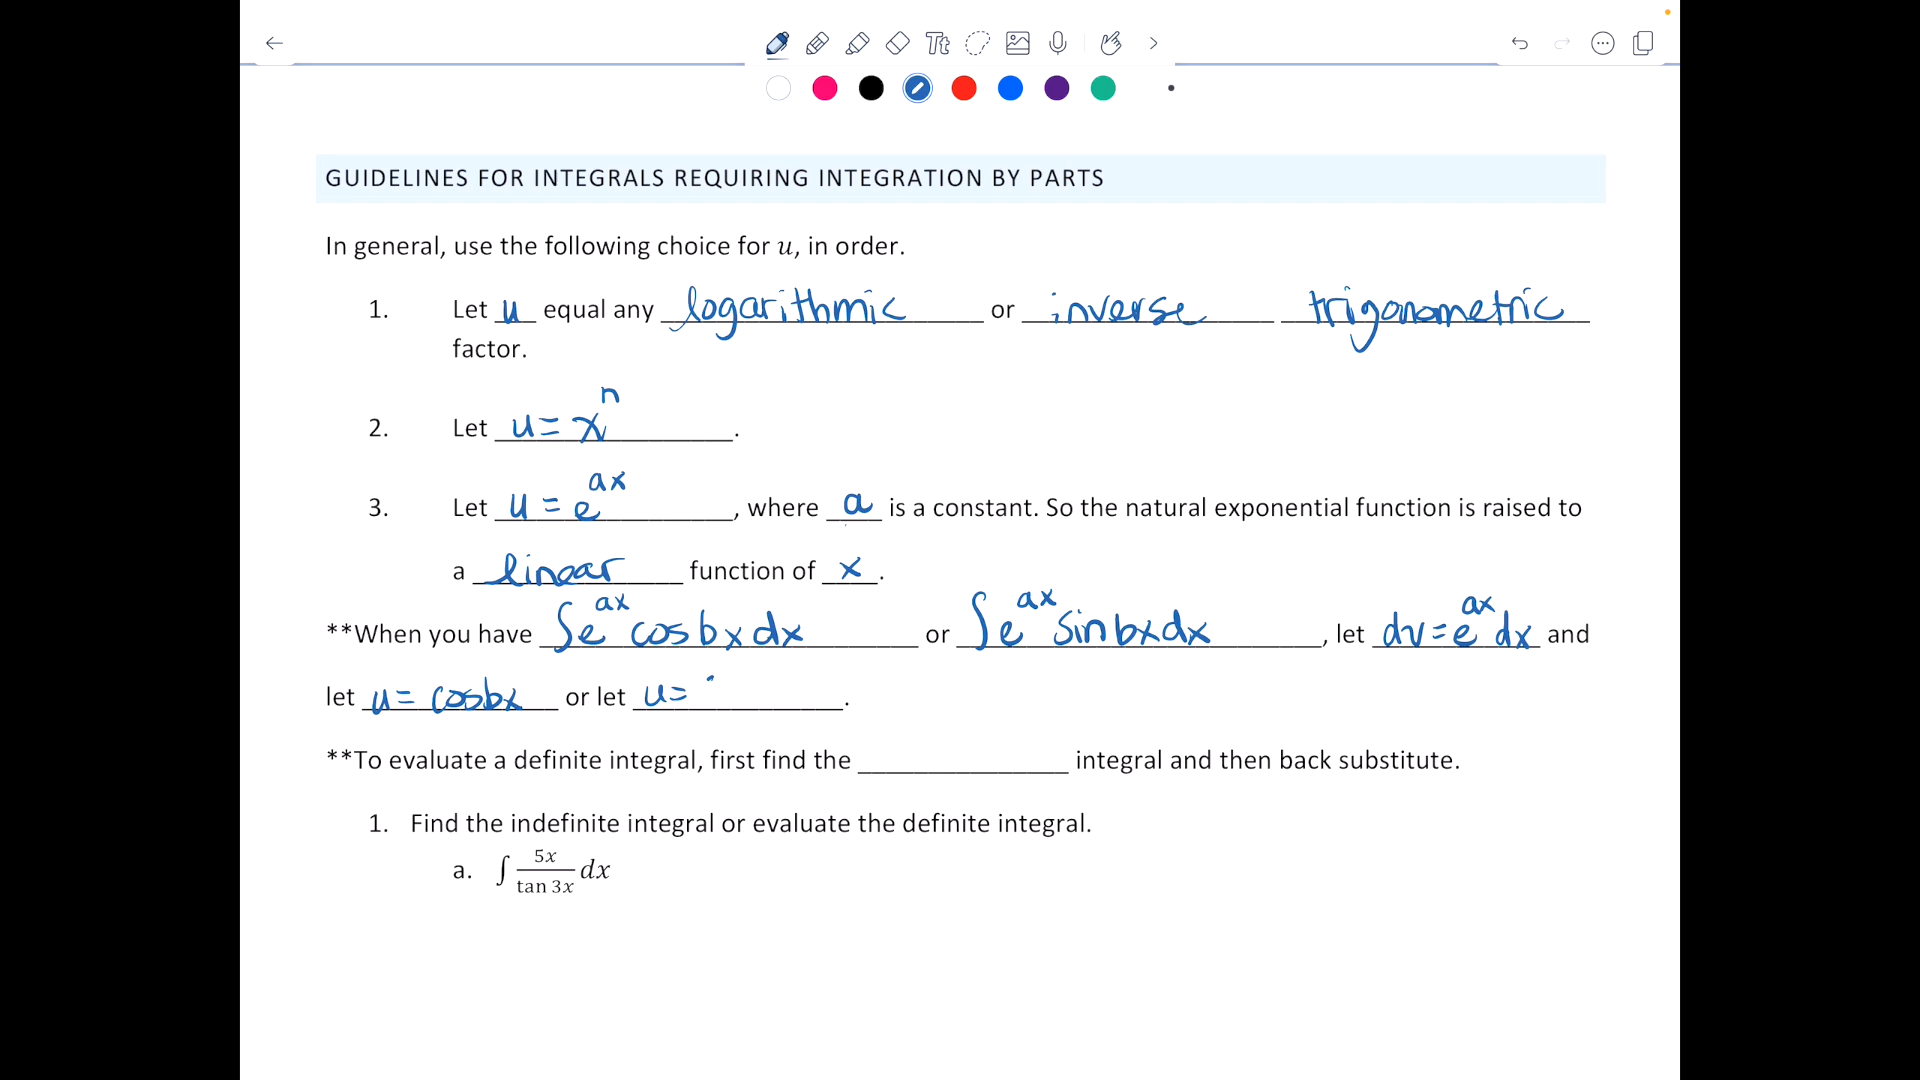 Tt
GUIDELINES FOR INTEGRALS REQUIRING INTEGRATION BY PARTS
In general, use the following choice for u, in order.
1. Let u equal any logarithmic or inverse trigonometric
factor.
2. Let u = xⁿ.
3. Let u = e^{ax}, where a is a constant. So the natural exponential function is raised to
a linear function of x.
**When you have ∫e^{ax} cos bx dx or ∫e^{ax} sin bx dx, let dv = e^{ax} dx and
let u = cos bx or let u = ____________.
**To evaluate a definite integral, first find the _______________ integral and then back substitute.
1. Find the indefinite integral or evaluate the definite integral.
a. ∫ 5x/tan 3x dx